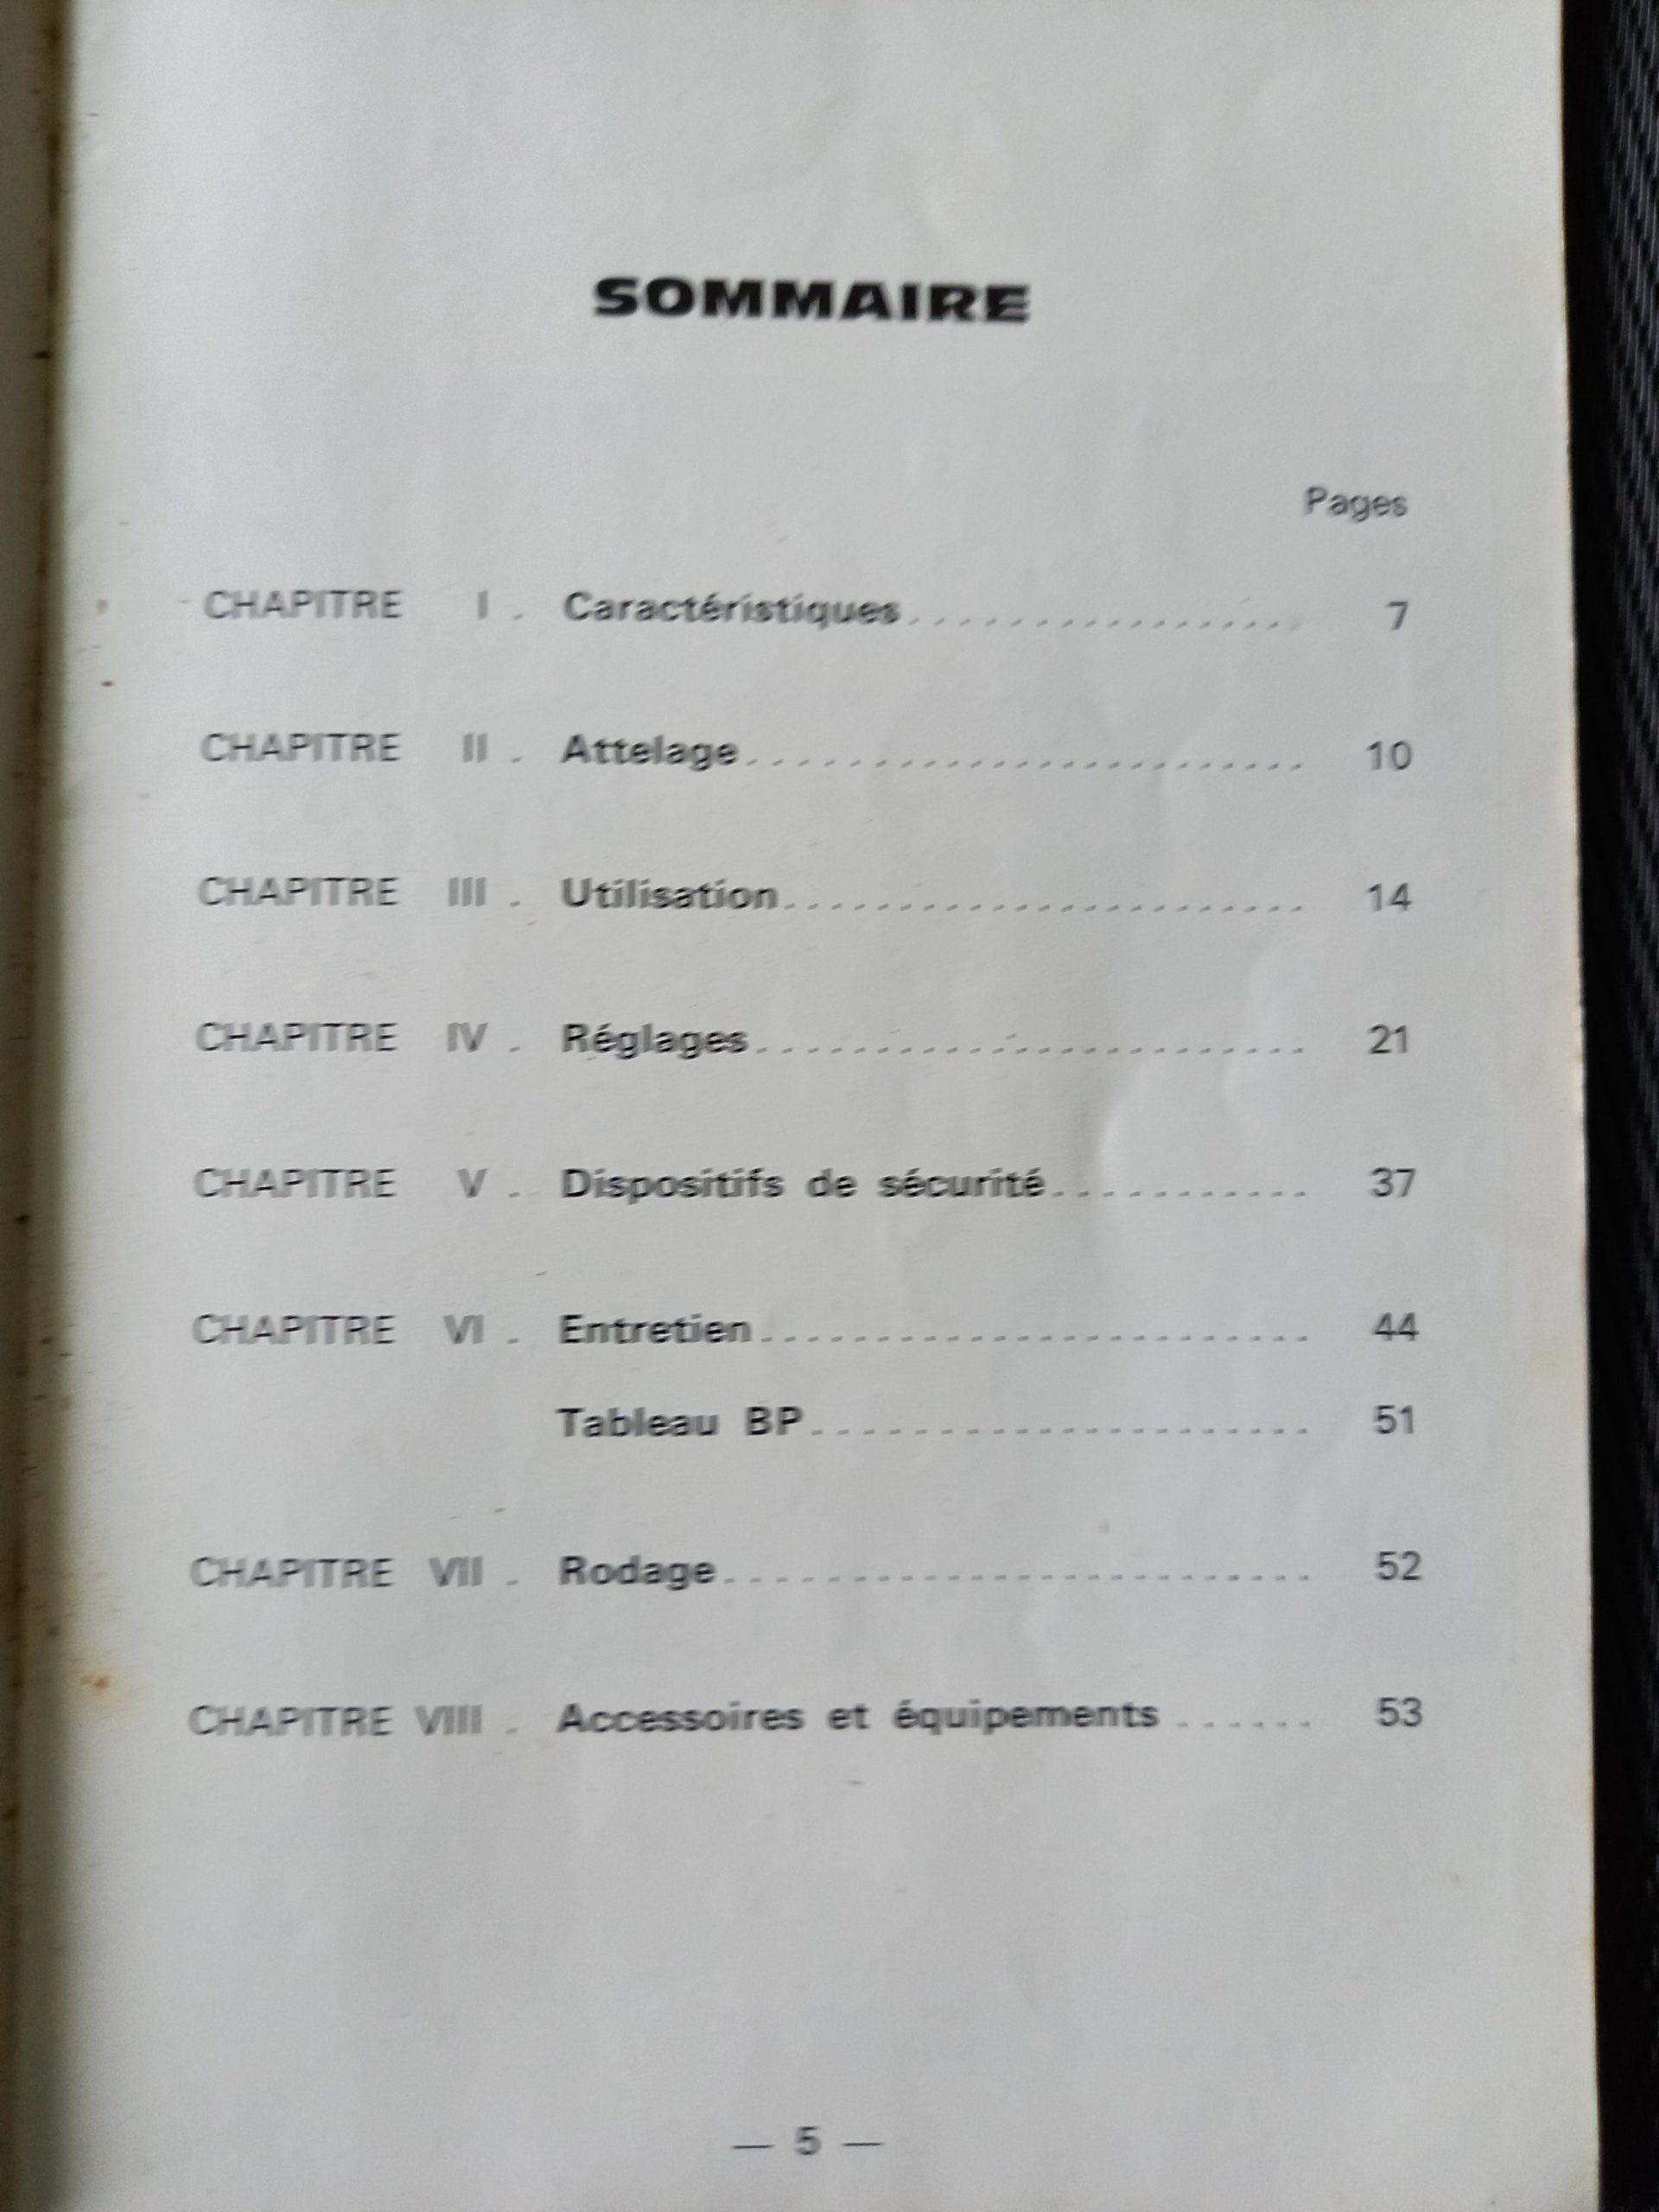 SOMMAIRE
Pages
CHAPITRE I . Caractéristiques................ 7
CHAPITRE II . Attelage...................... 10
CHAPITRE III . Utilisation..................... 14
CHAPITRE IV . Réglages...................... 21
CHAPITRE V . Dispositifs de sécurité........... 37
CHAPITRE VI . Entretien...................... 44
Tableau BP.................... 51
CHAPITRE VII . Rodage....................... 52
CHAPITRE VIII . Accessoires et équipements ...... 53
— 5 —